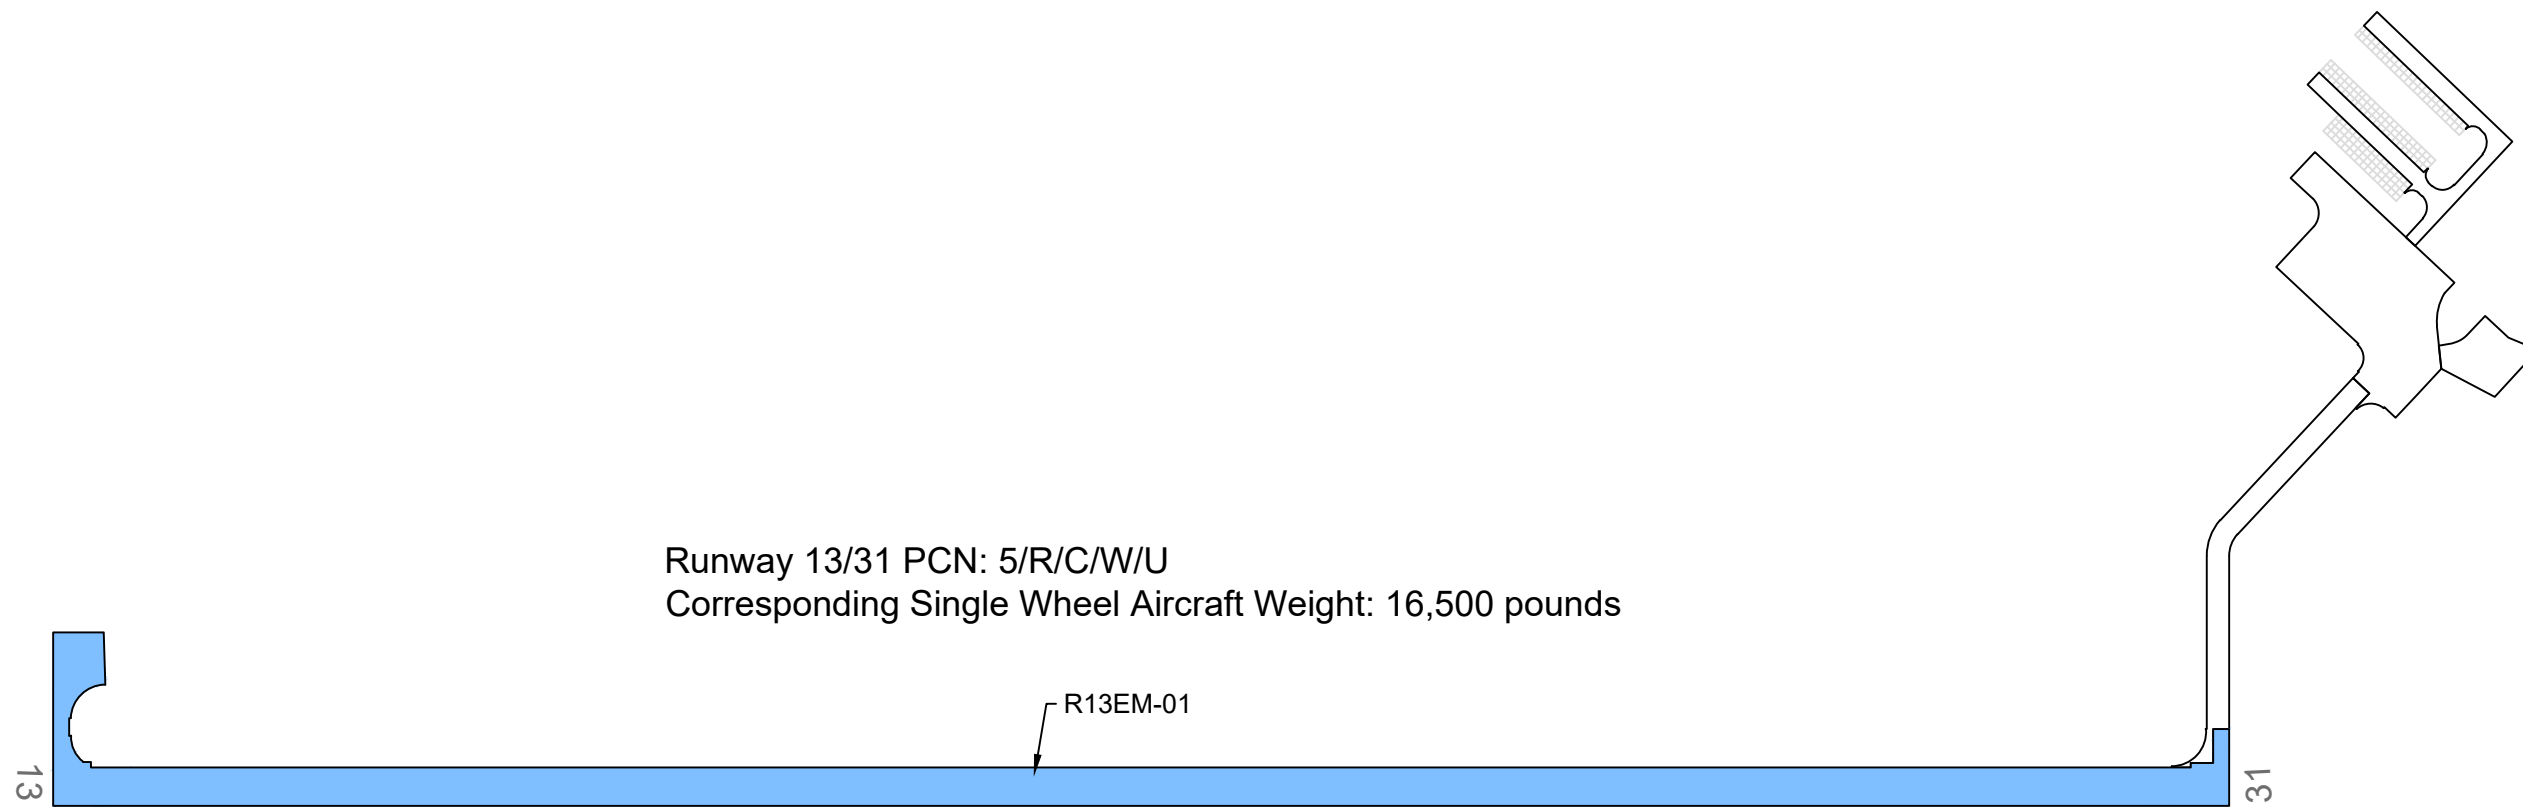 Runway 13/31 PCN: 5/R/C/W/U
Corresponding Single Wheel Aircraft Weight: 16,500 pounds
R13EM-01
13
31